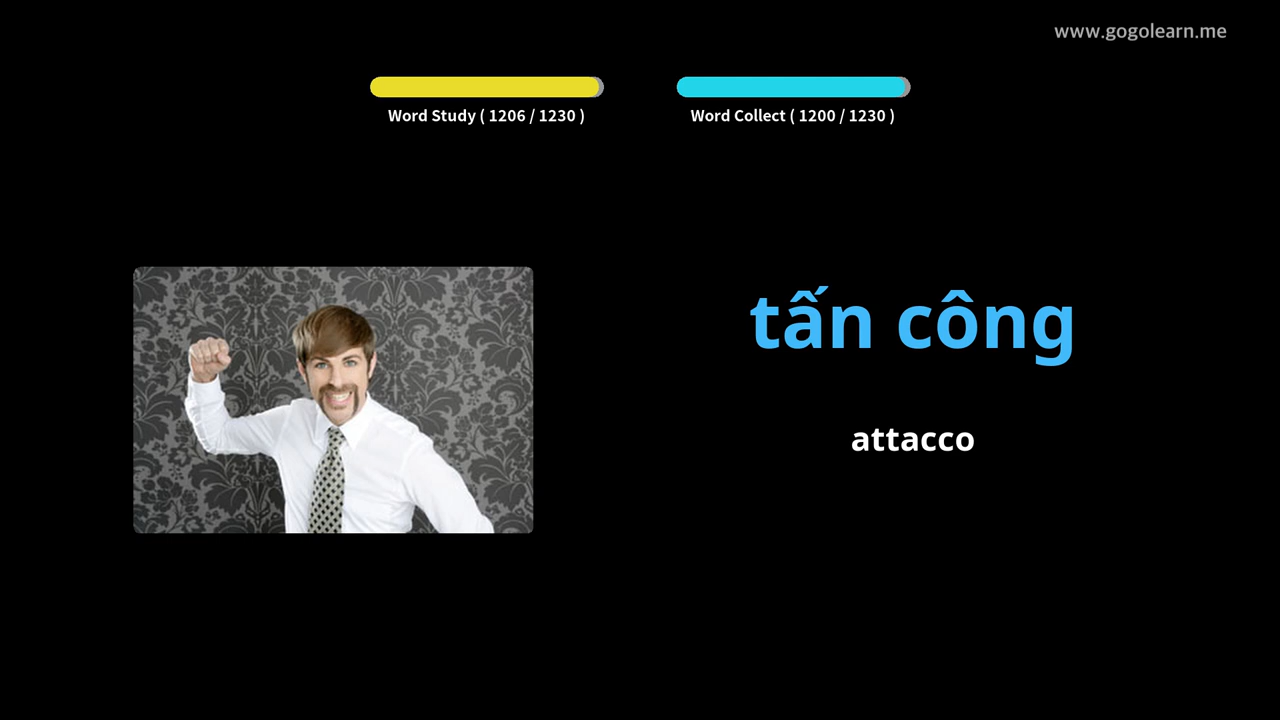 www.gogolearn.me
Word Study ( 1206 / 1230 )
Word Collect ( 1200 / 1230 )
tấn công
attacco